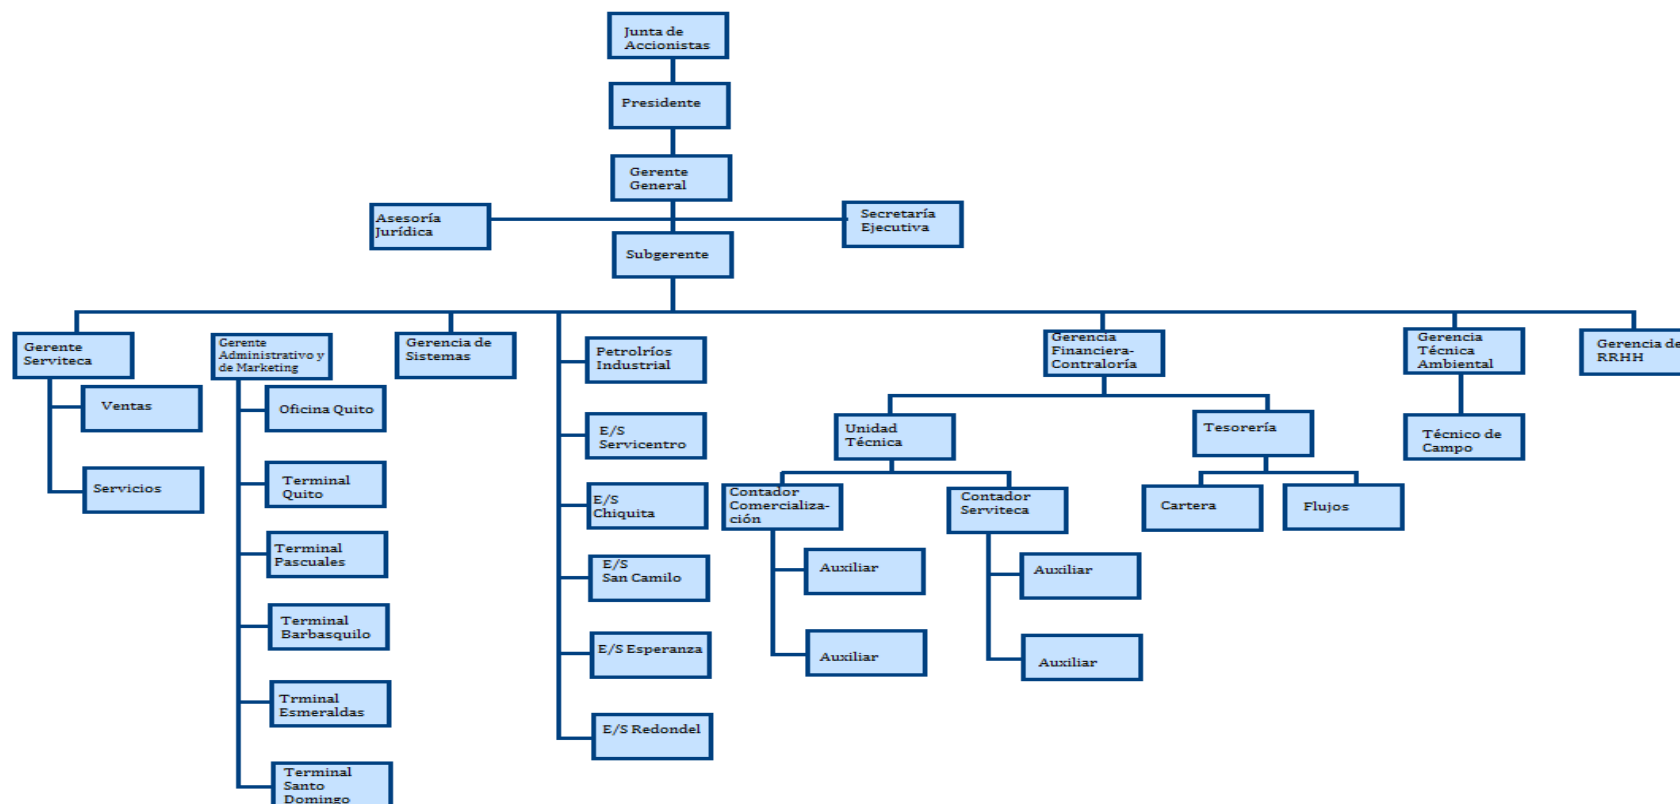 Junta de
Accionistas
Presidente
Gerente
General
Asesoría
Jurídica
Secretaría
Ejecutiva
Subgerente
Gerente
Serviteca
Ventas
Servicios
Gerente
Administrativo y
de Marketing
Oficina Quito
Terminal
Quito
Terminal
Pascuales
Terminal
Barbasquilo
Trminal
Esmeraldas
Terminal
Santo
Domingo
Gerencia de
Sistemas
Petrolríos
Industrial
E/S
Servicentro
E/S
Chiquita
E/S
San Camilo
E/S Esperanza
E/S Redondel
Gerencia
Financiera-
Contraloría
Unidad
Técnica
Tesorería
Contador
Comercializa-
ción
Contador
Serviteca
Cartera
Flujos
Auxiliar
Auxiliar
Auxiliar
Auxiliar
Gerencia
Técnica
Ambiental
Técnico de
Campo
Gerencia de
RRHH